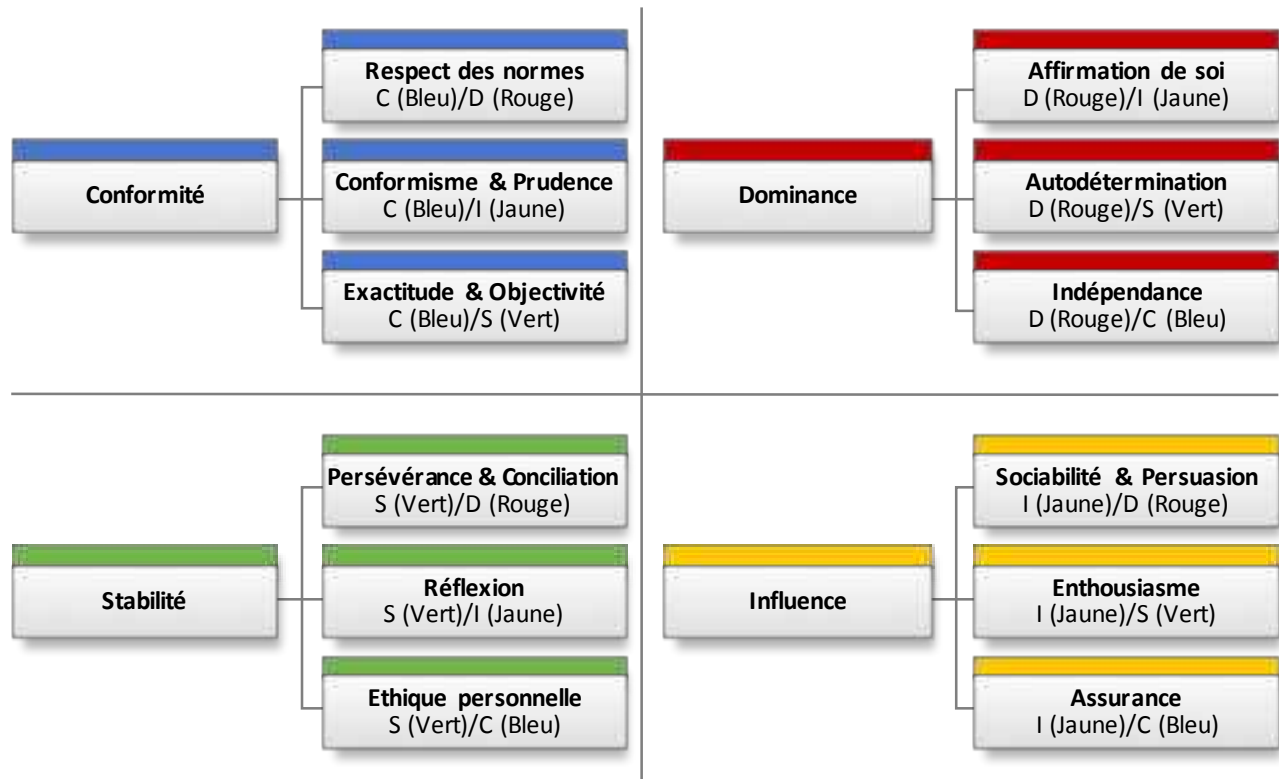 Respect des normes
C (Bleu)/D (Rouge)
Conformité
Conformisme & Prudence
C (Bleu)/I (Jaune)
Exactitude & Objectivité
C (Bleu)/S (Vert)
Affirmation de soi
D (Rouge)/I (Jaune)
Dominance
Autodétermination
D (Rouge)/S (Vert)
Indépendance
D (Rouge)/C (Bleu)
Persévérance & Conciliation
S (Vert)/D (Rouge)
Stabilité
Réflexion
S (Vert)/I (Jaune)
Ethique personnelle
S (Vert)/C (Bleu)
Sociabilité & Persuasion
I (Jaune)/D (Rouge)
Influence
Enthousiasme
I (Jaune)/S (Vert)
Assurance
I (Jaune)/C (Bleu)